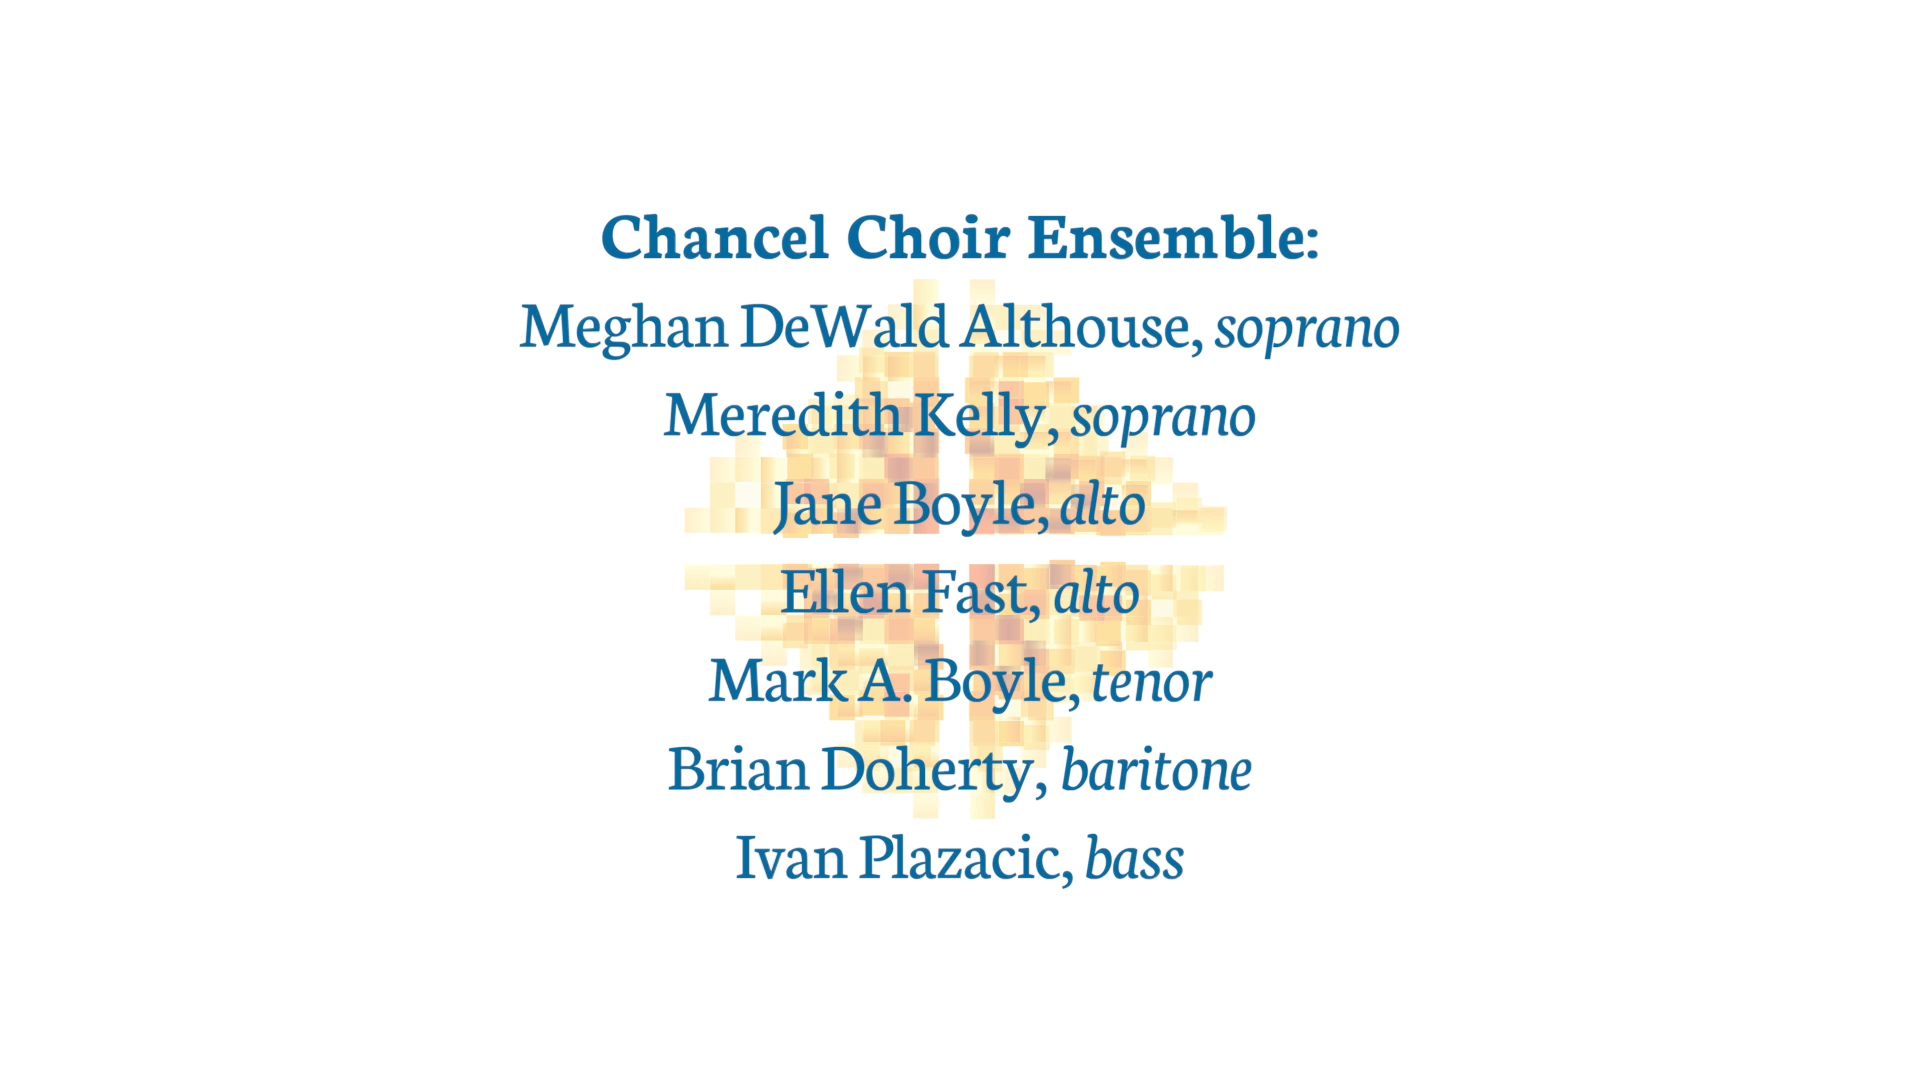 Chancel Choir Ensemble:
Meghan DeWald Althouse, soprano
Meredith Kelly, soprano
Jane Boyle, alto
Ellen Fast, alto
Mark A. Boyle, tenor
Brian Doherty, baritone
Ivan Plazacic, bass